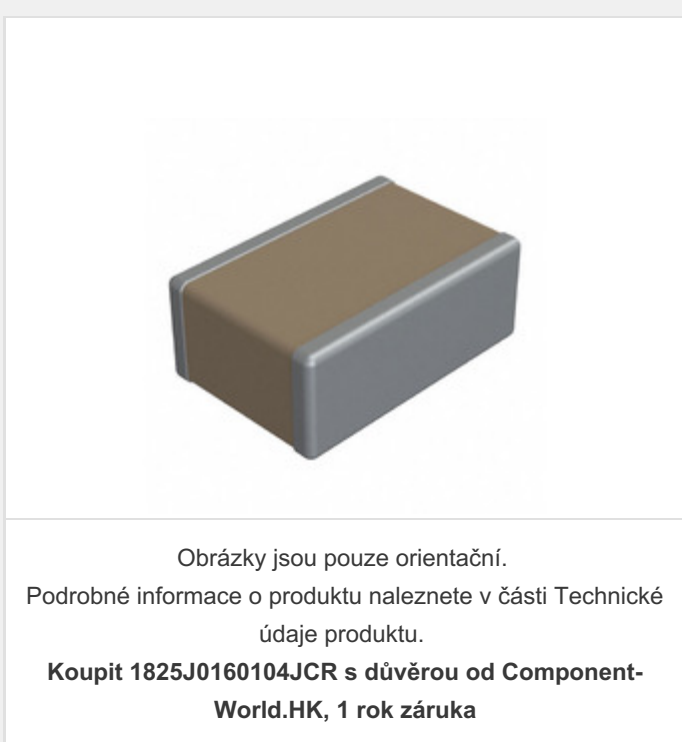 Obrázky jsou pouze orientační.
Podrobné informace o produktu naleznete v části Technické
údaje produktu.
Koupit 1825J0160104JCR s důvěrou od Component-
World.HK, 1 rok záruka